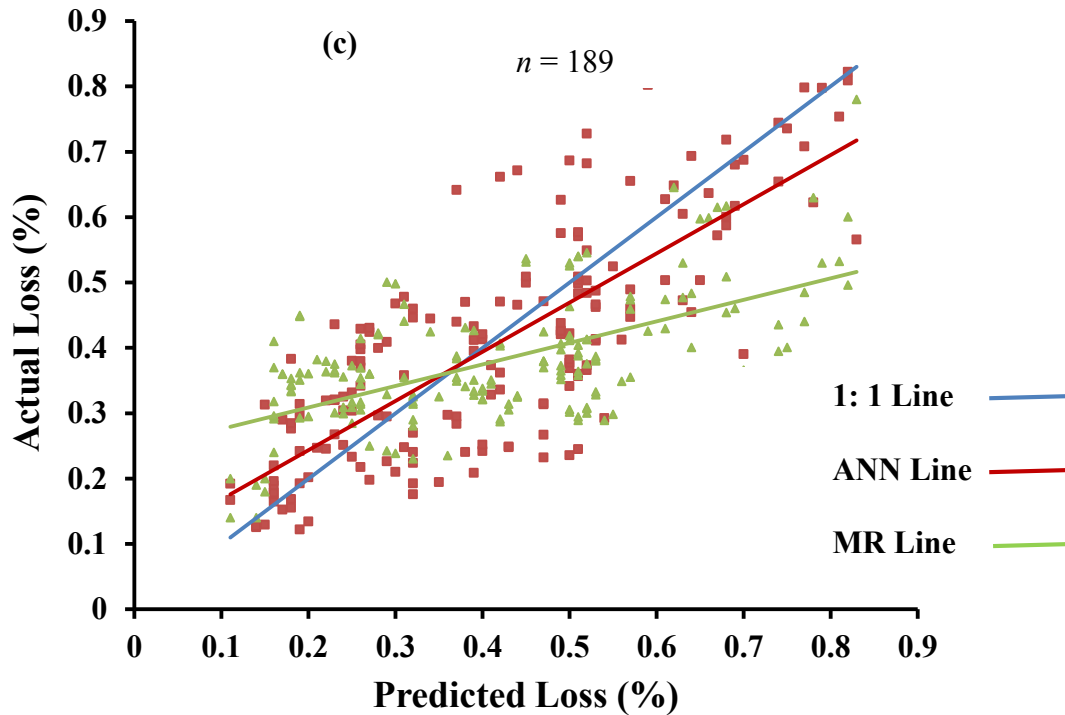 (c)
n = 189
Actual Loss (%)
0.9
0.8
0.7
0.6
0.5
0.4
0.3
0.2
0.1
0
0 0.1 0.2 0.3 0.4 0.5 0.6 0.7 0.8 0.9
Predicted Loss (%)
1: 1 Line
ANN Line
MR Line